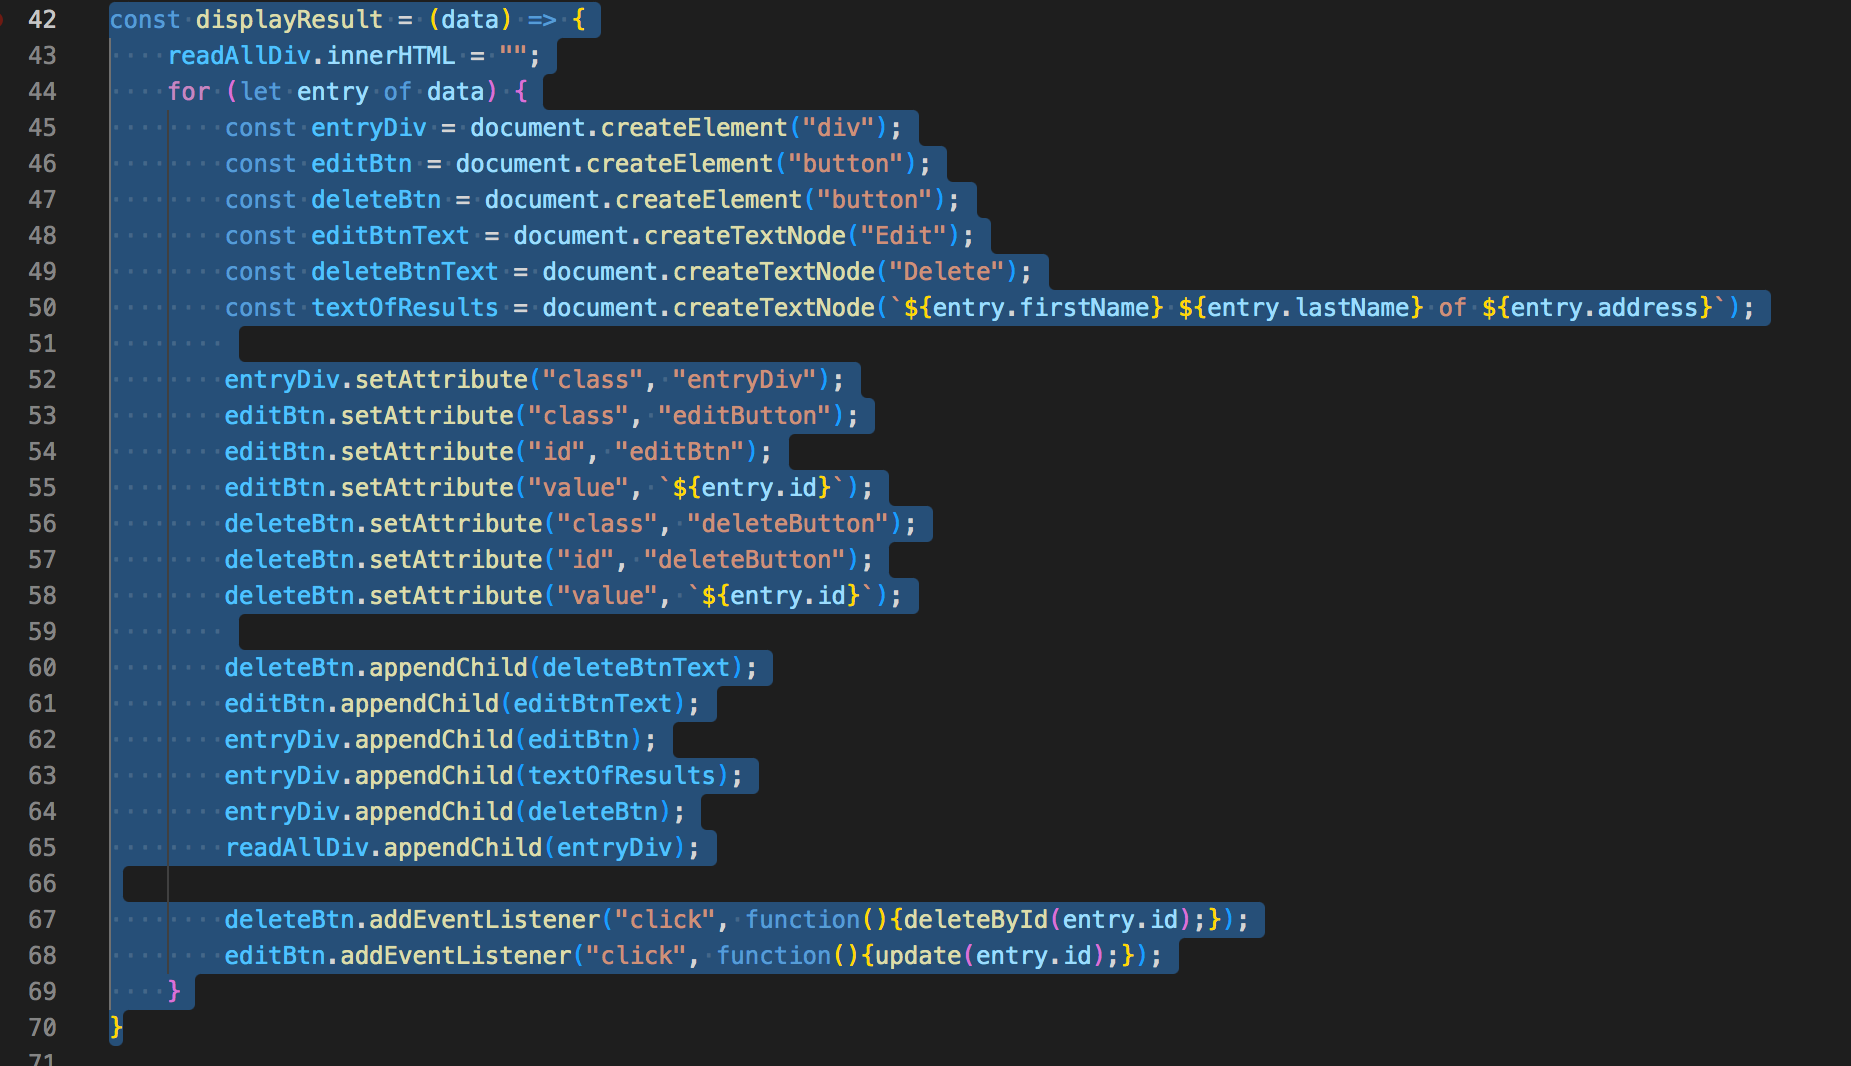 42 const displayResult = (data) => {
43 readAllDiv.innerHTML = "";
44 for (let entry of data) {
45 const entryDiv = document.createElement("div");
46 const editBtn = document.createElement("button");
47 const deleteBtn = document.createElement("button");
48 const editBtnText = document.createTextNode("Edit");
49 const deleteBtnText = document.createTextNode("Delete");
50 const textOfResults = document.createTextNode(`${entry.firstName} ${entry.lastName} of ${entry.address}`);
51
52 entryDiv.setAttribute("class", "entryDiv");
53 editBtn.setAttribute("class", "editButton");
54 editBtn.setAttribute("id", "editBtn");
55 editBtn.setAttribute("value", `${entry.id}`);
56 deleteBtn.setAttribute("class", "deleteButton");
57 deleteBtn.setAttribute("id", "deleteButton");
58 deleteBtn.setAttribute("value", `${entry.id}`);
59
60 deleteBtn.appendChild(deleteBtnText);
61 editBtn.appendChild(editBtnText);
62 entryDiv.appendChild(editBtn);
63 entryDiv.appendChild(textOfResults);
64 entryDiv.appendChild(deleteBtn);
65 readAllDiv.appendChild(entryDiv);
66
67 deleteBtn.addEventListener("click", function(){deleteById(entry.id);});
68 editBtn.addEventListener("click", function(){update(entry.id);});
69 }
70 }
71